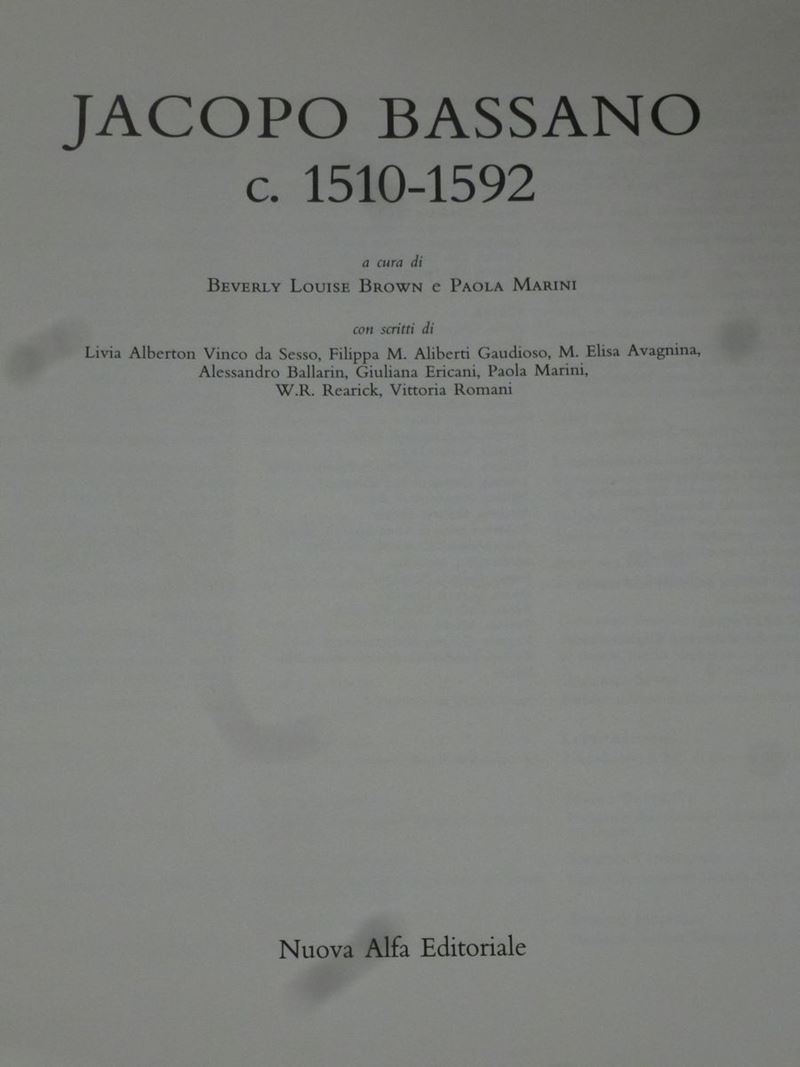 JACOPO BASSANO
c. 1510-1592
a cura di
BEVERLY LOUISE BROWN e PAOLA MARINI
con scritti di
Livia Alberton Vinco da Sesso, Filippa M. Aliberti Gaudioso, M. Elisa Avagnina,
Alessandro Ballarin, Giuliana Ericani, Paola Marini,
W.R. Rearick, Vittoria Romani
Nuova Alfa Editoriale